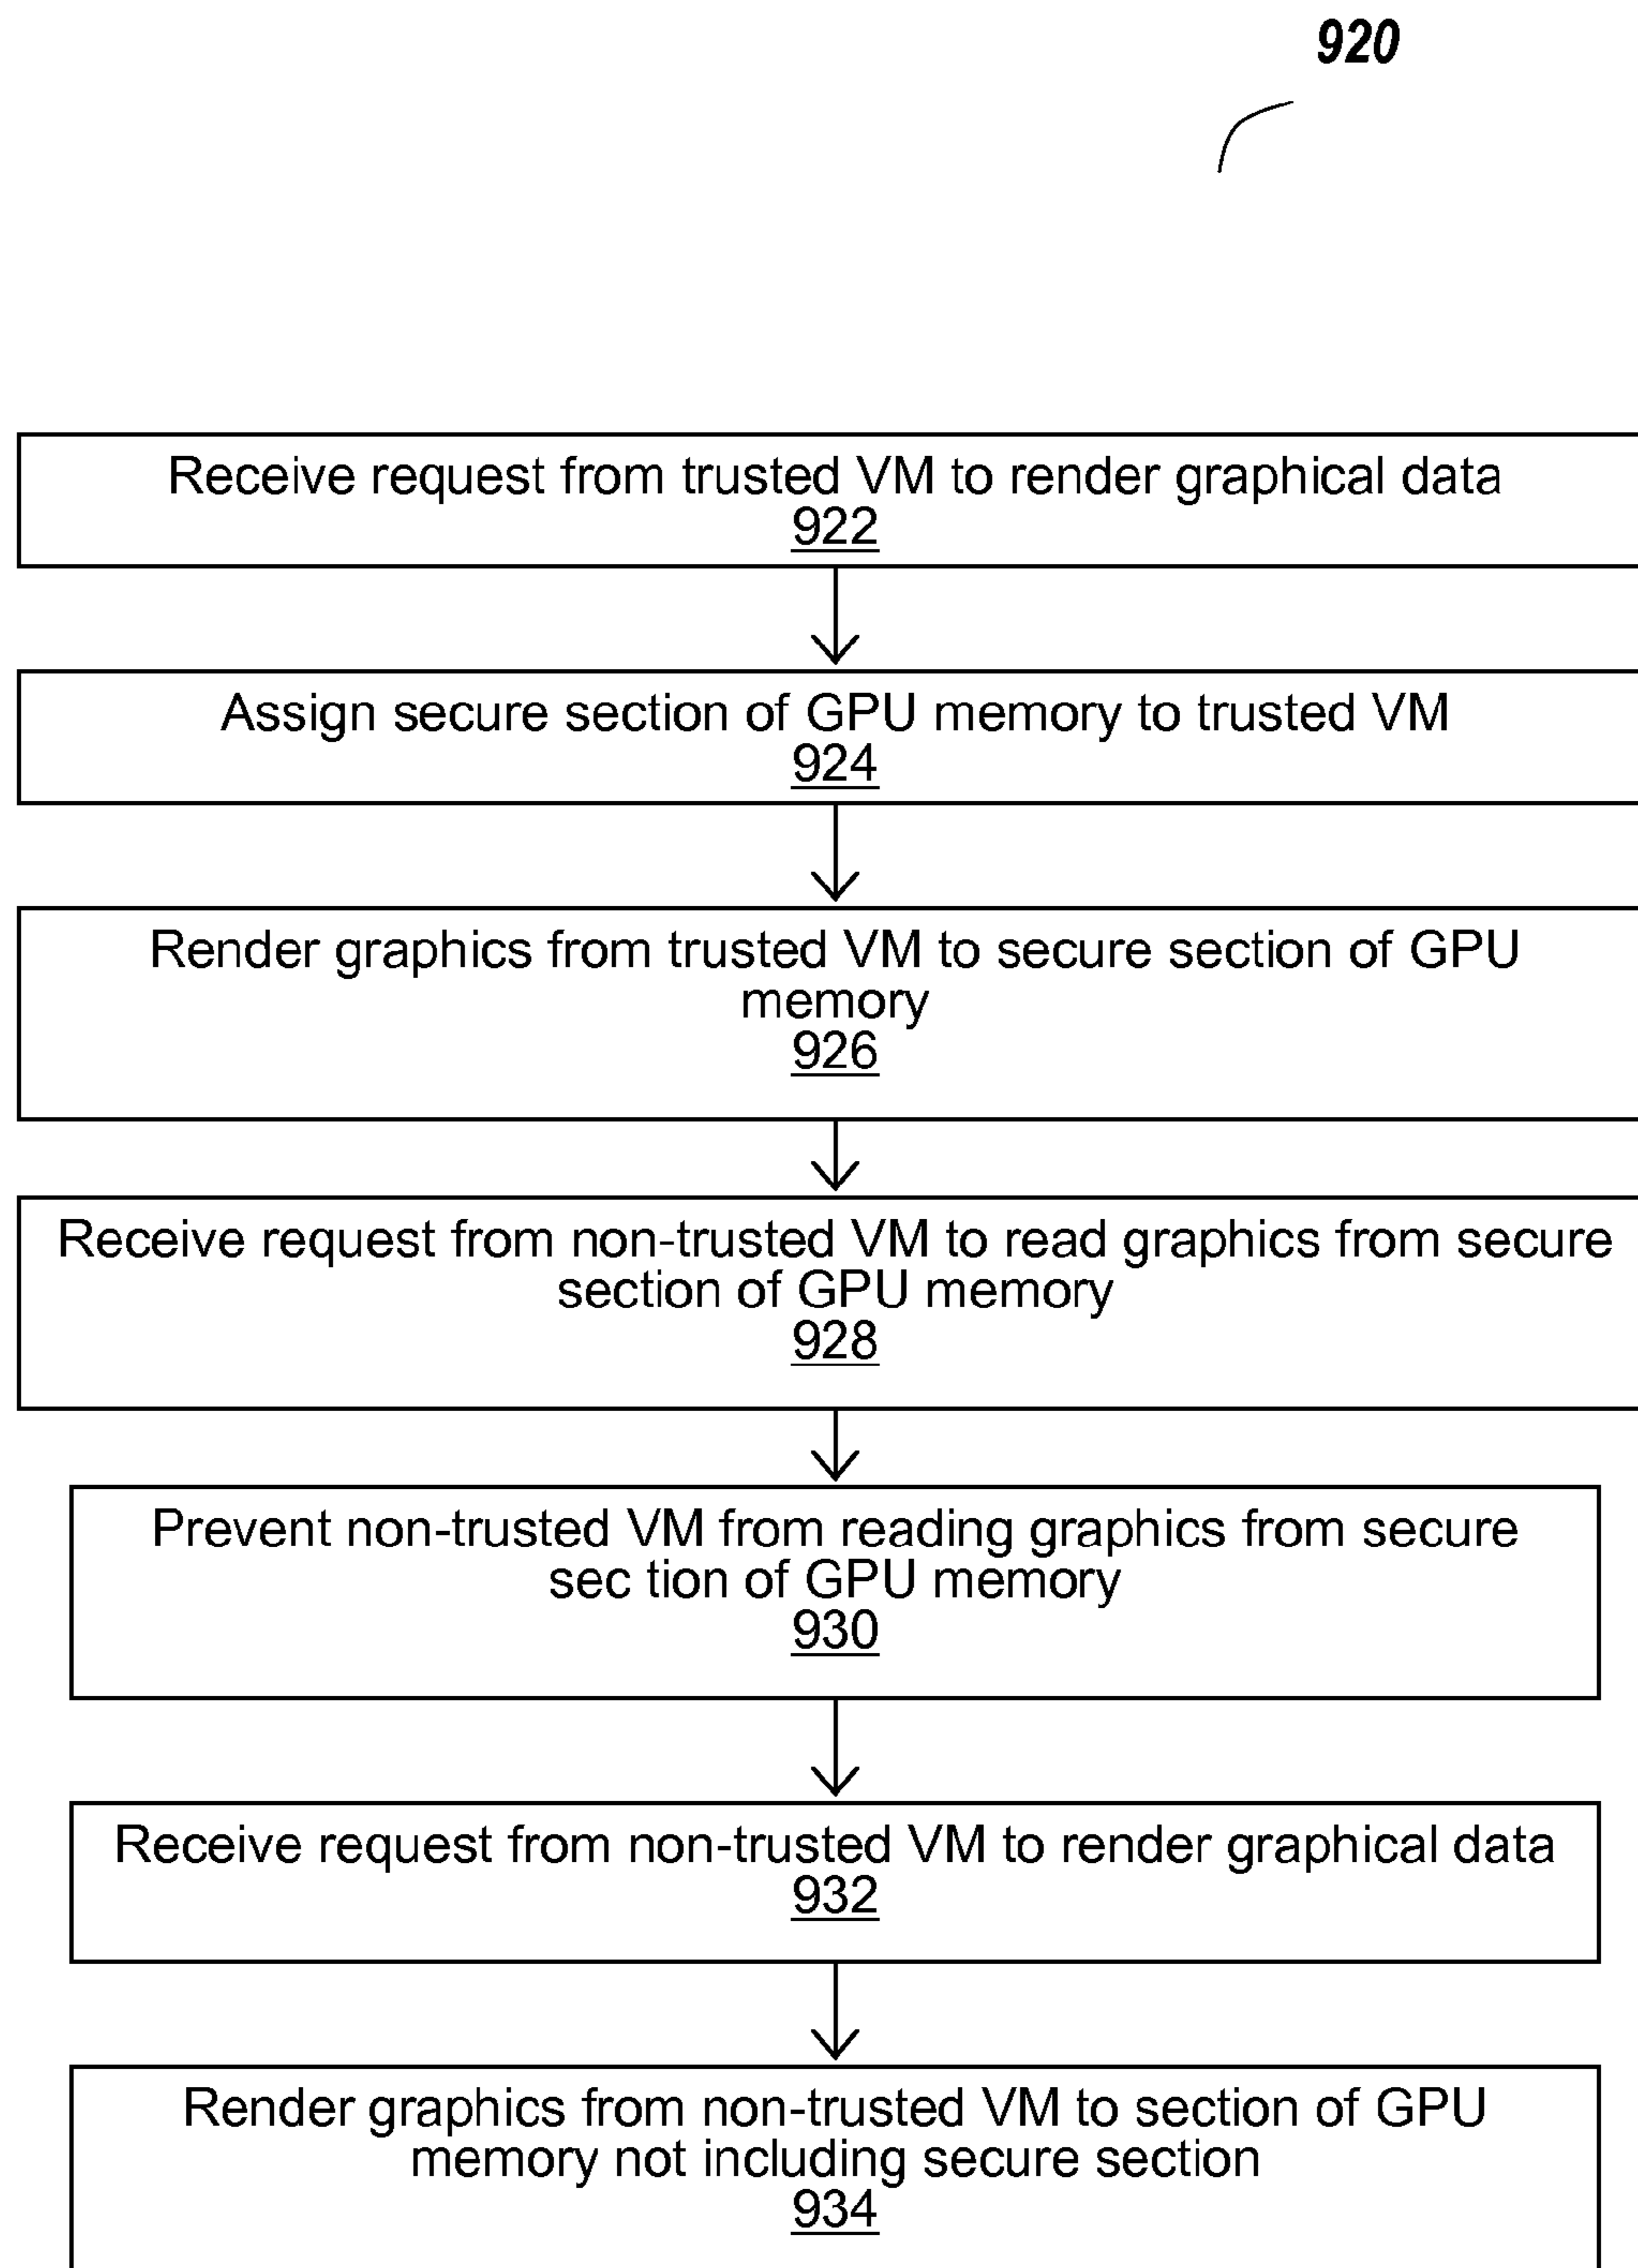 920
Receive request from trusted VM to render graphical data
922
Assign secure section of GPU memory to trusted VM
924
Render graphics from trusted VM to secure section of GPU
memory
926
Receive request from non-trusted VM to read graphics from secure
section of GPU memory
928
Prevent non-trusted VM from reading graphics from secure
sec tion of GPU memory
930
Receive request from non-trusted VM to render graphical data
932
Render graphics from non-trusted VM to section of GPU
memory not including secure section
934